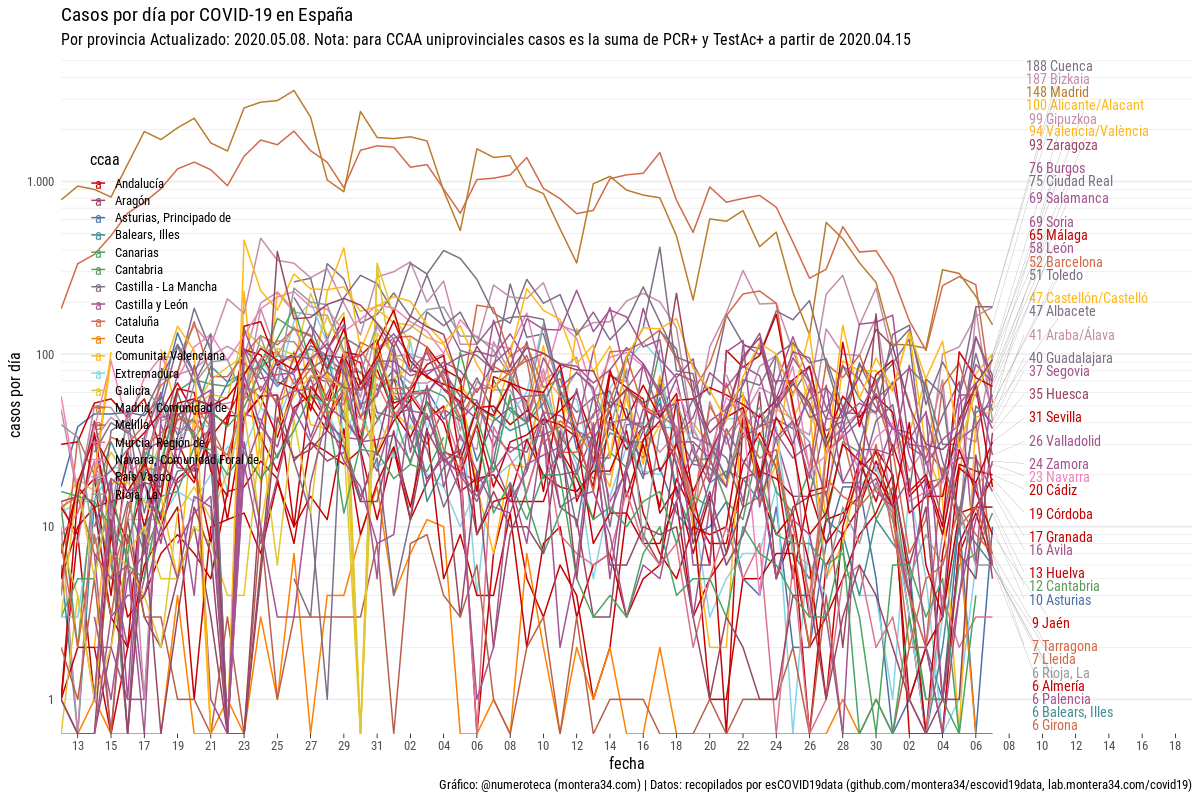 Casos por día por COVID-19 en España
Por provincia Actualizado: 2020.05.08. Nota: para CCAA uniprovinciales casos es la suma de PCR+ y TestAc+ a partir de 2020.04.15
casos por día
1.000
100
10
1
ccaa
Andalucía
Aragón
Asturias, Principado de
Balears, Illes
Canarias
Cantabria
Castilla - La Mancha
Castilla y León
Cataluña
Ceuta
Comunitat Valenciana
Extremadura
Galicia
Madrid, Comunidad de
Melilla
Murcia, Región de
Navarra, Comunidad Foral de
País Vasco
Rioja, La
188 Cuenca
187 Bizkaia
148 Madrid
100 Alicante/Alacant
99 Gipuzkoa
94 Valencia/València
93 Zaragoza
76 Burgos
75 Ciudad Real
69 Salamanca
69 Soria
65 Málaga
58 León
52 Barcelona
51 Toledo
47 Castellón/Castelló
47 Albacete
41 Araba/Álava
40 Guadalajara
37 Segovia
35 Huesca
31 Sevilla
26 Valladolid
24 Zamora
23 Navarra
20 Cádiz
19 Córdoba
17 Granada
16 Ávila
13 Huelva
12 Cantabria
10 Asturias
9 Jaén
7 Tarragona
7 Lleida
6 Rioja, La
6 Almería
6 Palencia
6 Balears, Illes
6 Girona
13 15 17 19 21 23 25 27 29 31 02 04 06 08 10 12 14 16 18 20 22 24 26 28 30 02 04 06 08 10 12 14 16 18
fecha
Gráfico: @numeroteca (montera34.com) | Datos: recopilados por esCOVID19data (github.com/montera34/escovid19data, lab.montera34.com/covid19)